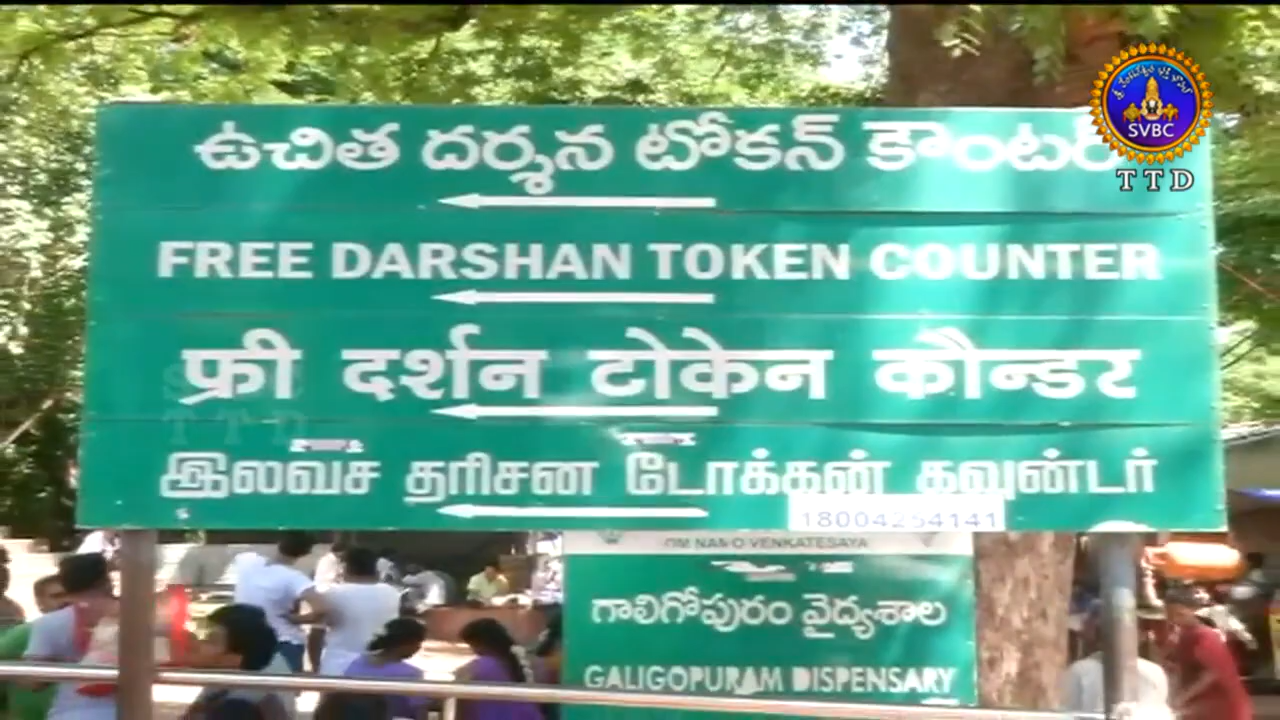 SVBC
TTD
ఉచిత దర్శన టోకన్ కౌంటర్
FREE DARSHAN TOKEN COUNTER
फ्री दर्शन टोकेन कौन्डर
இலவச தரிசன டோக்கன் கவுண்டர்
18004254141
OM NAMO VENKATESAYA
గాలిగోపురం వైద్యశాల
GALIGOPURAM DISPENSARY